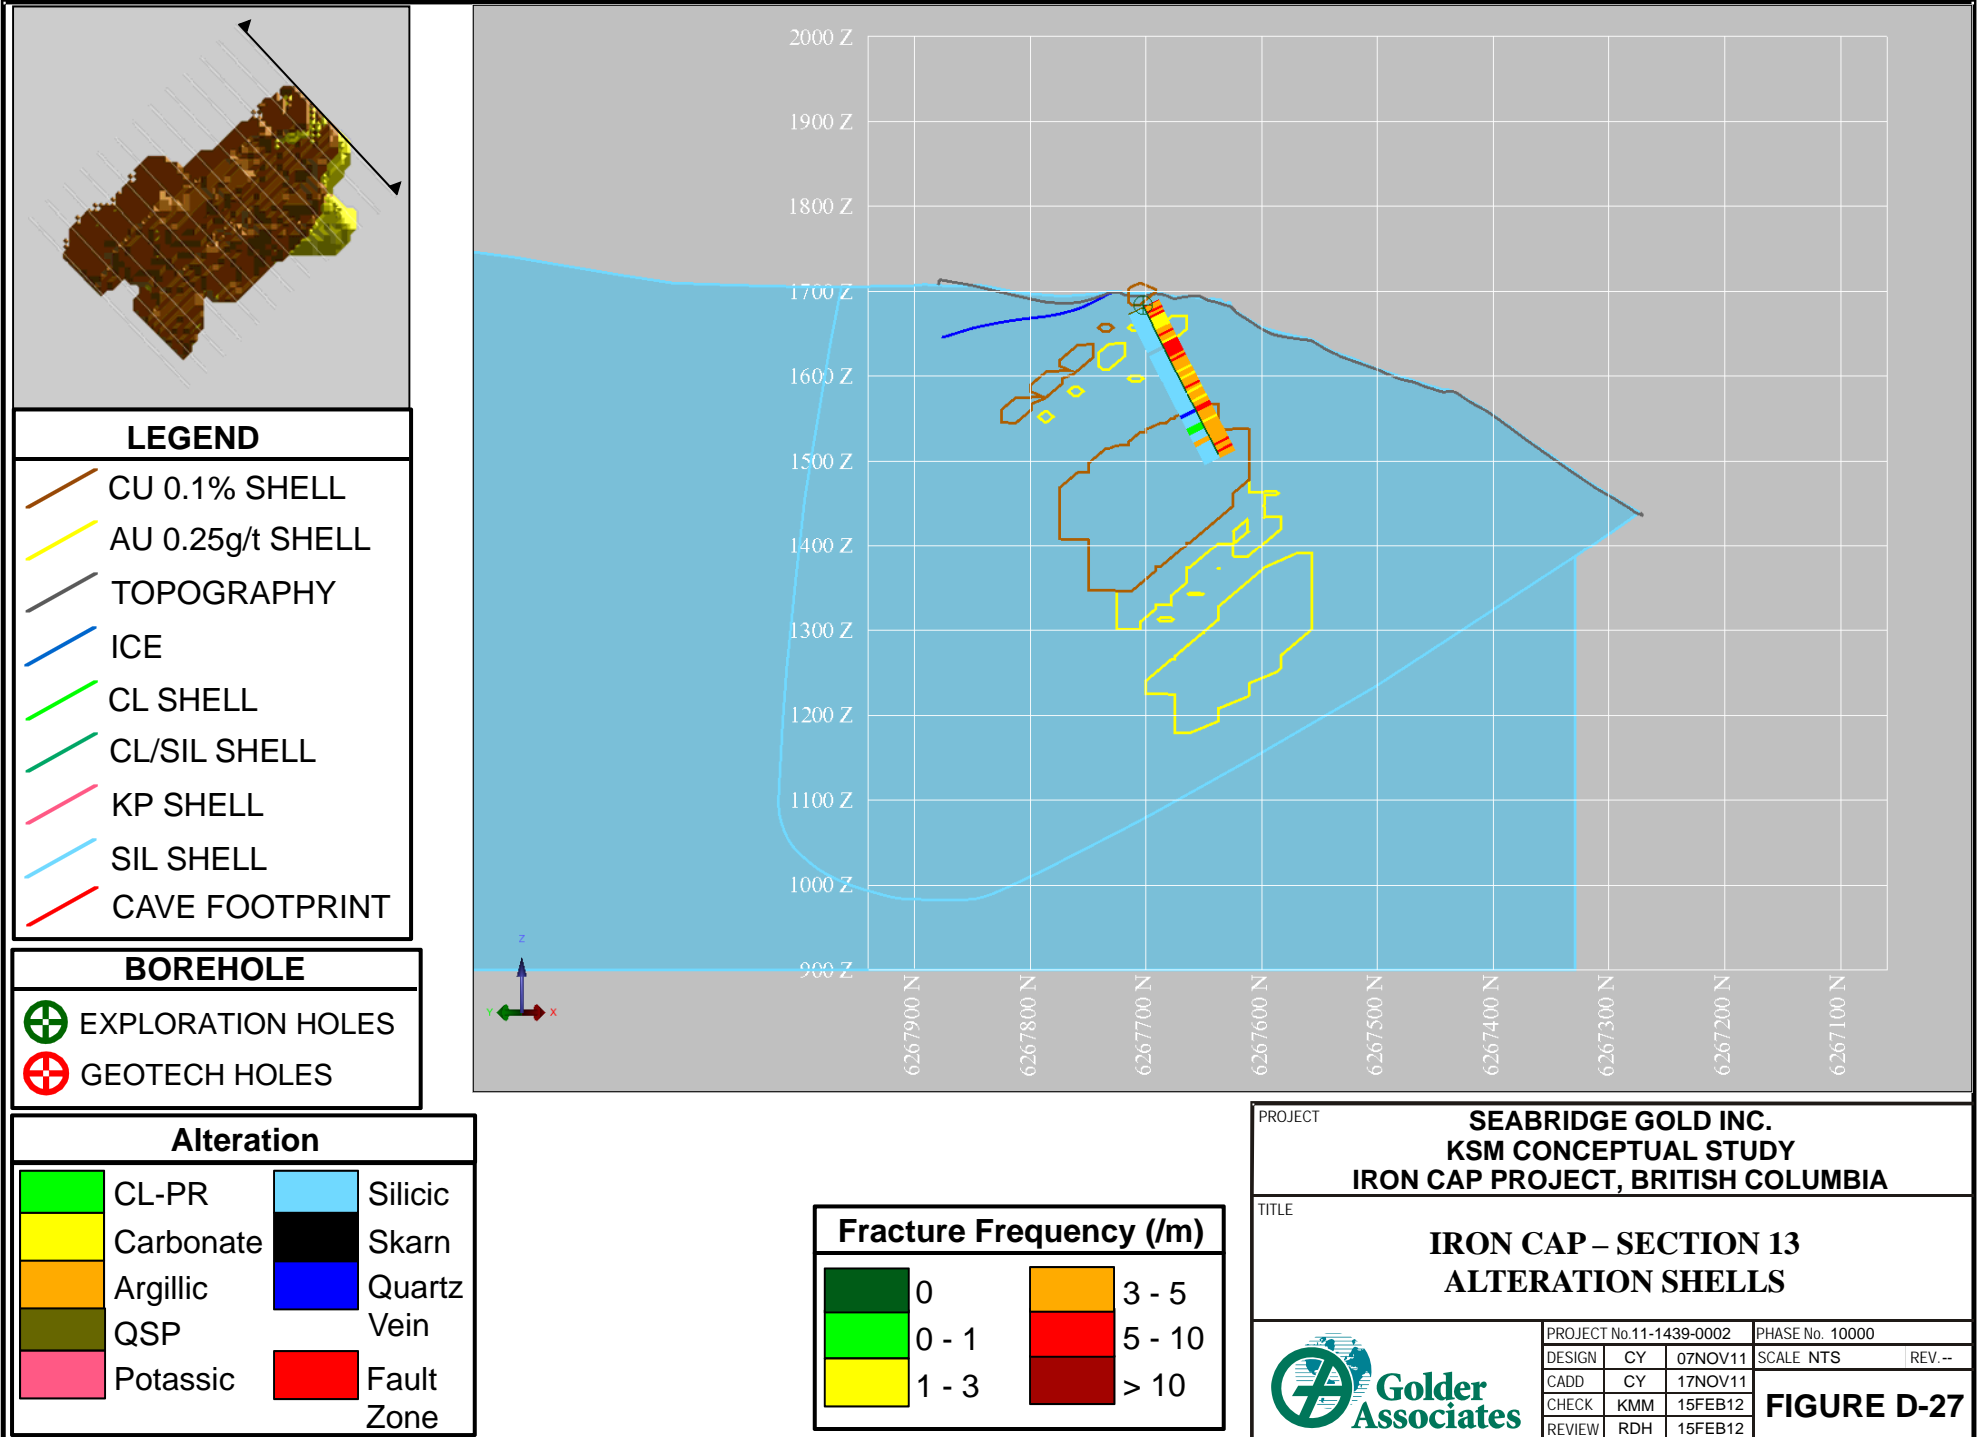 2000 Z
1900 Z
1800 Z
1700 Z
1600 Z
1500 Z
1400 Z
1300 Z
1200 Z
1100 Z
1000 Z
900 Z
6267900 N
6267800 N
6267700 N
6267600 N
6267500 N
6267400 N
6267300 N
6267200 N
6267100 N
Z
Y
X
LEGEND
CU 0.1% SHELL
AU 0.25g/t SHELL
TOPOGRAPHY
ICE
CL SHELL
CL/SIL SHELL
KP SHELL
SIL SHELL
CAVE FOOTPRINT
BOREHOLE
EXPLORATION HOLES
GEOTECH HOLES
Alteration
CL-PR
Carbonate
Argillic
QSP
Potassic
Silicic
Skarn
Quartz
Vein
Fault
Zone
Fracture Frequency (/m)
0
0 - 1
1 - 3
3 - 5
5 - 10
> 10
PROJECT
SEABRIDGE GOLD INC.
KSM CONCEPTUAL STUDY
IRON CAP PROJECT, BRITISH COLUMBIA
TITLE
IRON CAP – SECTION 13
ALTERATION SHELLS
Golder
Associates
PROJECT No.11-1439-0002 PHASE No. 10000
DESIGN CY 07NOV11 SCALE NTS REV.--
CADD CY 17NOV11
CHECK KMM 15FEB12
REVIEW RDH 15FEB12
FIGURE D-27